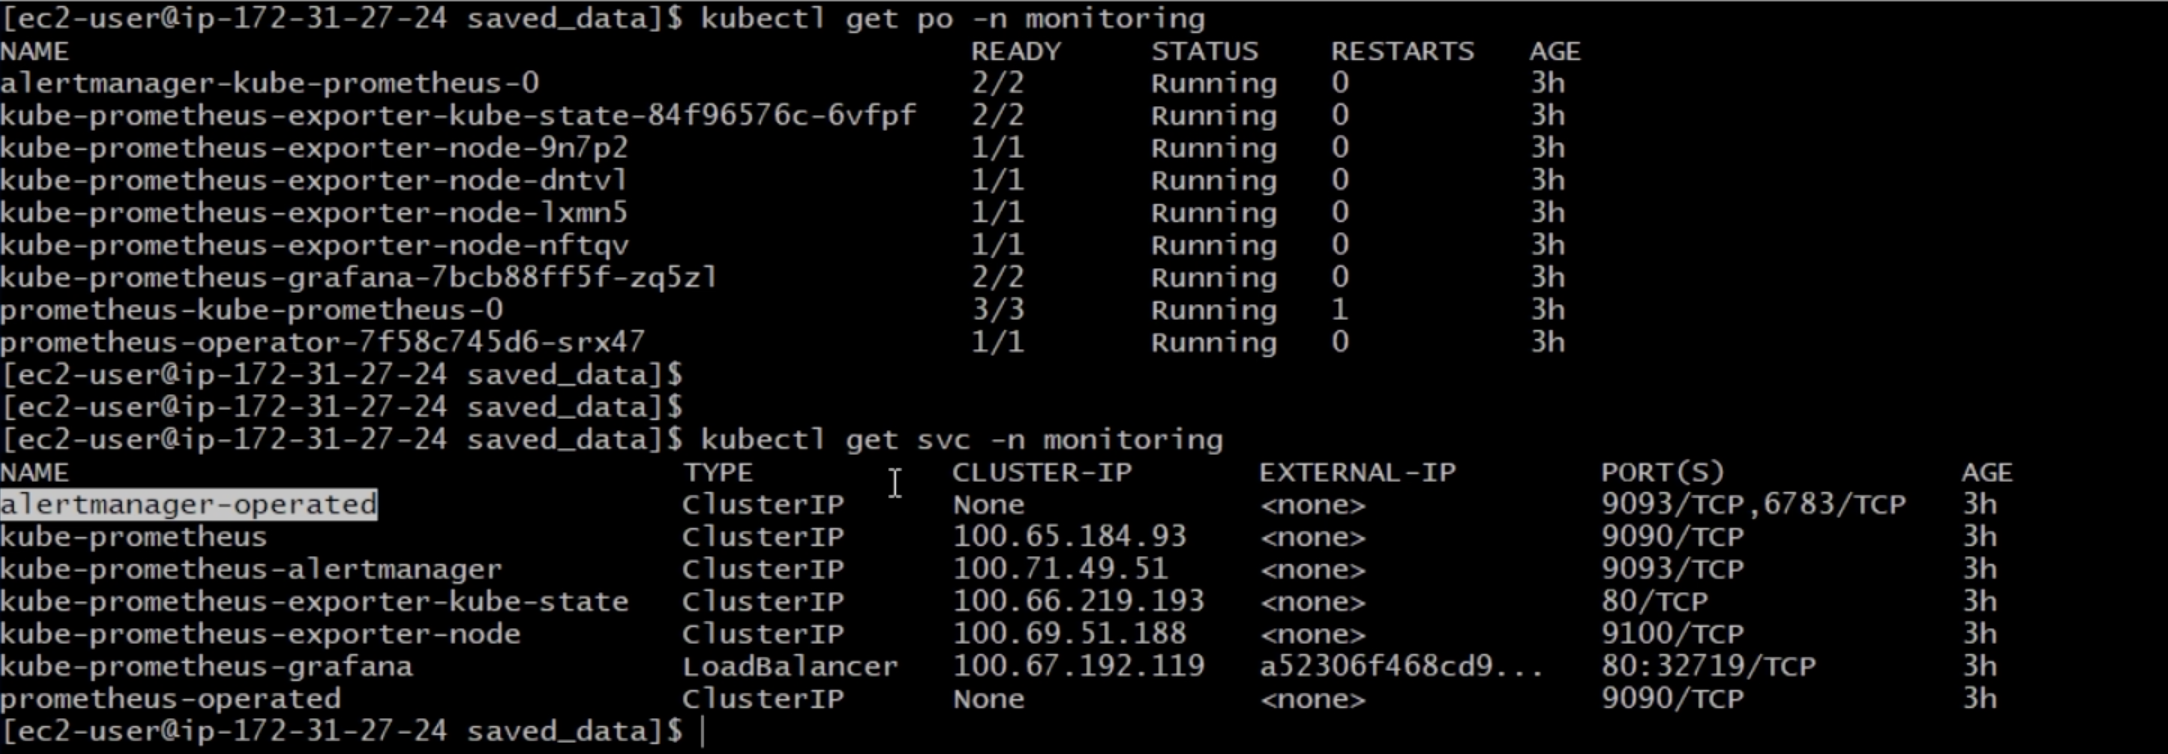 [ec2-user@ip-172-31-27-24 saved_data]$ kubectl get po -n monitoring
NAME READY STATUS RESTARTS AGE
alertmanager-kube-prometheus-0 2/2 Running 0 3h
kube-prometheus-exporter-kube-state-84f96576c-6vfpf 2/2 Running 0 3h
kube-prometheus-exporter-node-9n7p2 1/1 Running 0 3h
kube-prometheus-exporter-node-dntvl 1/1 Running 0 3h
kube-prometheus-exporter-node-lxmn5 1/1 Running 0 3h
kube-prometheus-exporter-node-nftqv 1/1 Running 0 3h
kube-prometheus-grafana-7bcb88ff5f-zq5zl 2/2 Running 0 3h
prometheus-kube-prometheus-0 3/3 Running 1 3h
prometheus-operator-7f58c745d6-srx47 1/1 Running 0 3h
[ec2-user@ip-172-31-27-24 saved_data]$
[ec2-user@ip-172-31-27-24 saved_data]$
[ec2-user@ip-172-31-27-24 saved_data]$ kubectl get svc -n monitoring
NAME TYPE CLUSTER-IP EXTERNAL-IP PORT(S) AGE
alertmanager-operated ClusterIP None <none> 9093/TCP,6783/TCP 3h
kube-prometheus ClusterIP 100.65.184.93 <none> 9090/TCP 3h
kube-prometheus-alertmanager ClusterIP 100.71.49.51 <none> 9093/TCP 3h
kube-prometheus-exporter-kube-state ClusterIP 100.66.219.193 <none> 80/TCP 3h
kube-prometheus-exporter-node ClusterIP 100.69.51.188 <none> 9100/TCP 3h
kube-prometheus-grafana LoadBalancer 100.67.192.119 a52306f468cd9... 80:32719/TCP 3h
prometheus-operated ClusterIP None <none> 9090/TCP 3h
[ec2-user@ip-172-31-27-24 saved_data]$